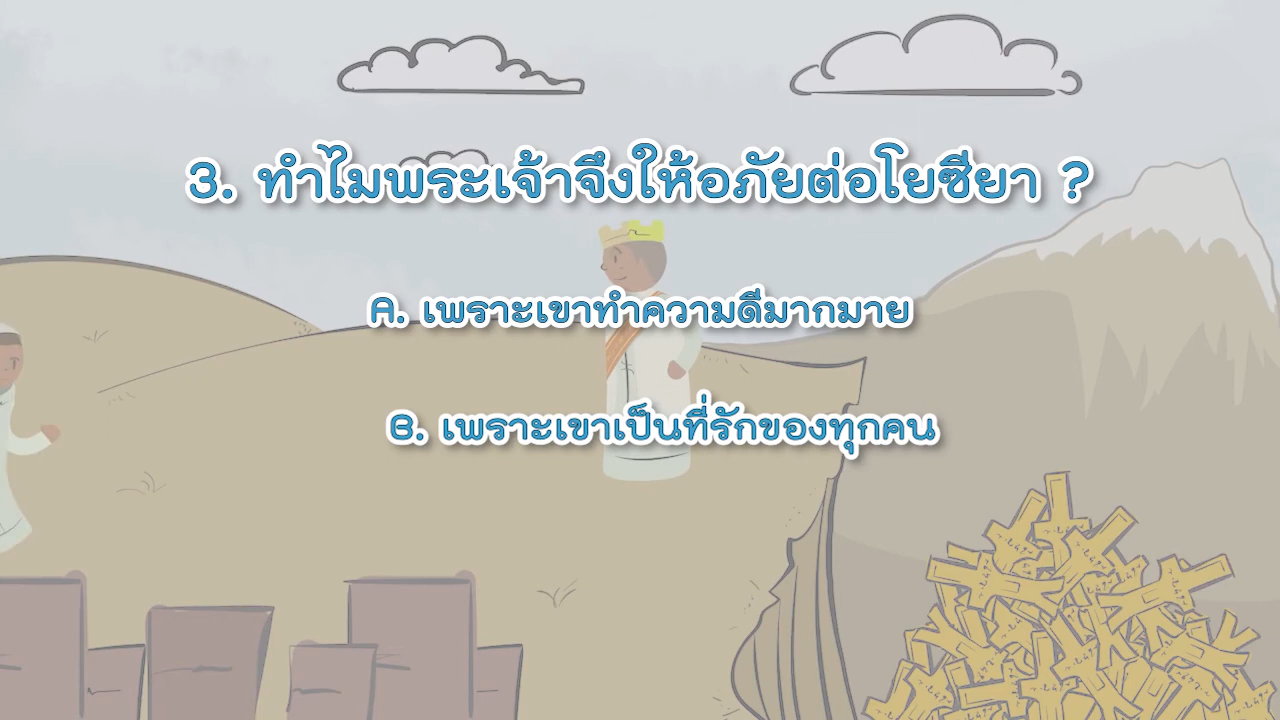 3. ทำไมพระเจ้าจึงให้อภัยต่อโยซียา ?
A. เพราะเขาทำความดีมากมาย
B. เพราะเขาเป็นที่รักของทุกคน